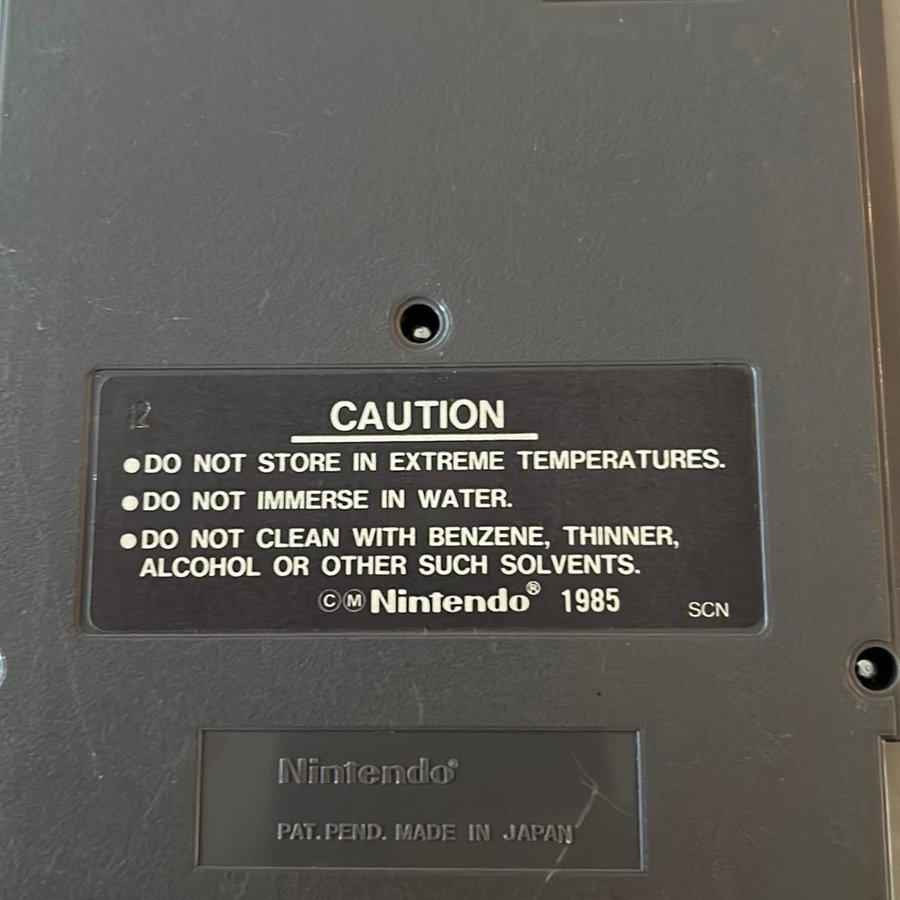 12
CAUTION
●DO NOT STORE IN EXTREME TEMPERATURES.
●DO NOT IMMERSE IN WATER.
●DO NOT CLEAN WITH BENZENE, THINNER,
ALCOHOL OR OTHER SUCH SOLVENTS.
ⒸⓂNintendo® 1985 SCN
Nintendo®
PAT. PEND. MADE IN JAPAN